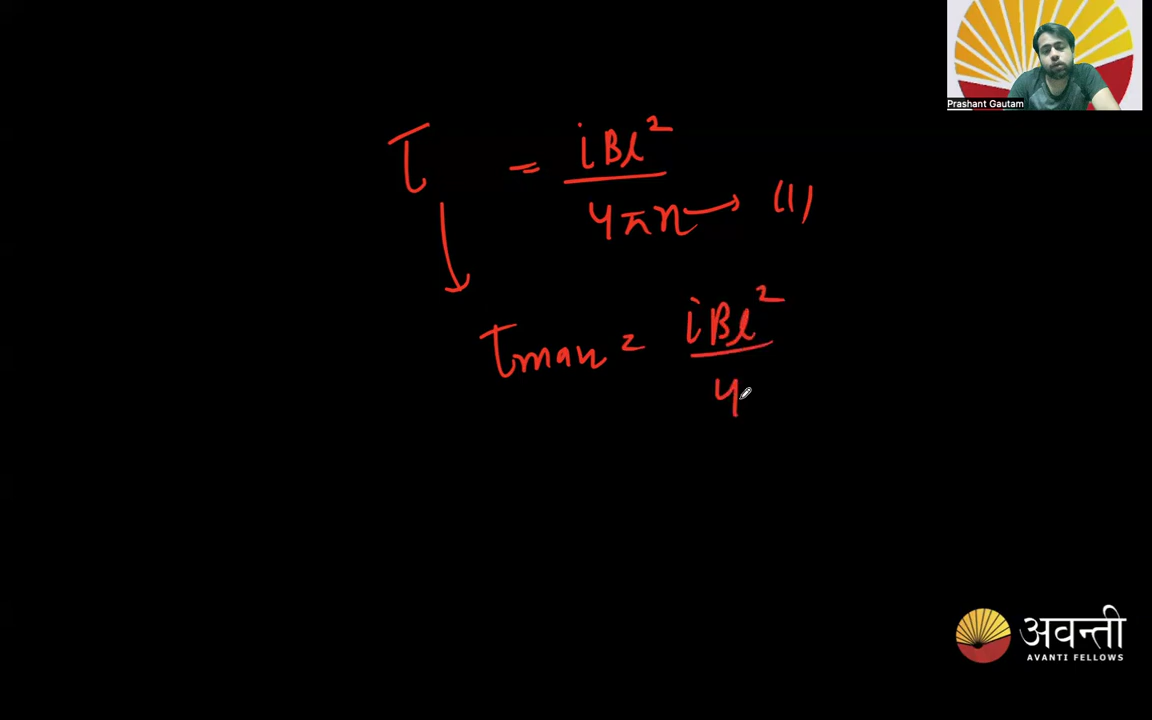 Prashant Gautam
τ = iBl²/4πn → (1)
↓
τmax = iBl²/4
अवन्ती
AVANTI FELLOWS